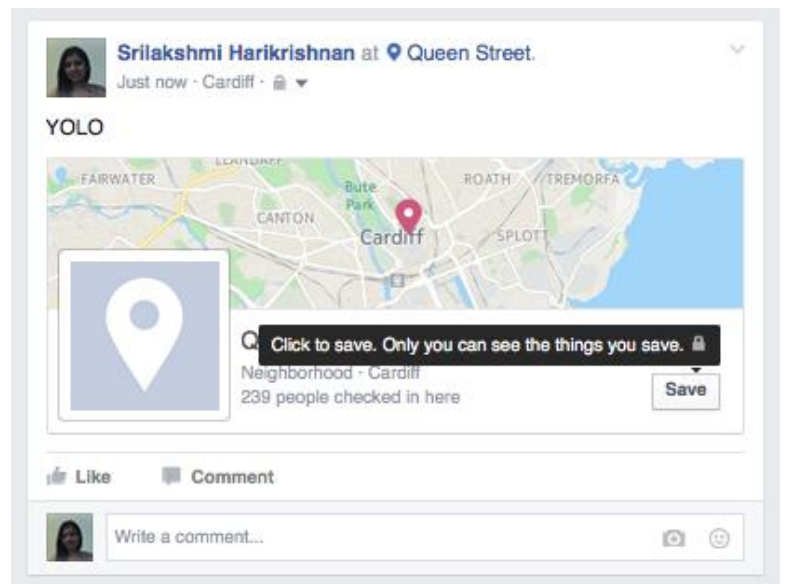 Srilakshmi Harikrishnan at Queen Street.
Just now · Cardiff ·
YOLO
FAIRWATER
Bute
Park
ROATH
TREMORFA
CANTON
Cardiff
SPLOTT
Click to save. Only you can see the things you save.
Neighborhood · Cardiff
239 people checked in here
Save
Like Comment
Write a comment...